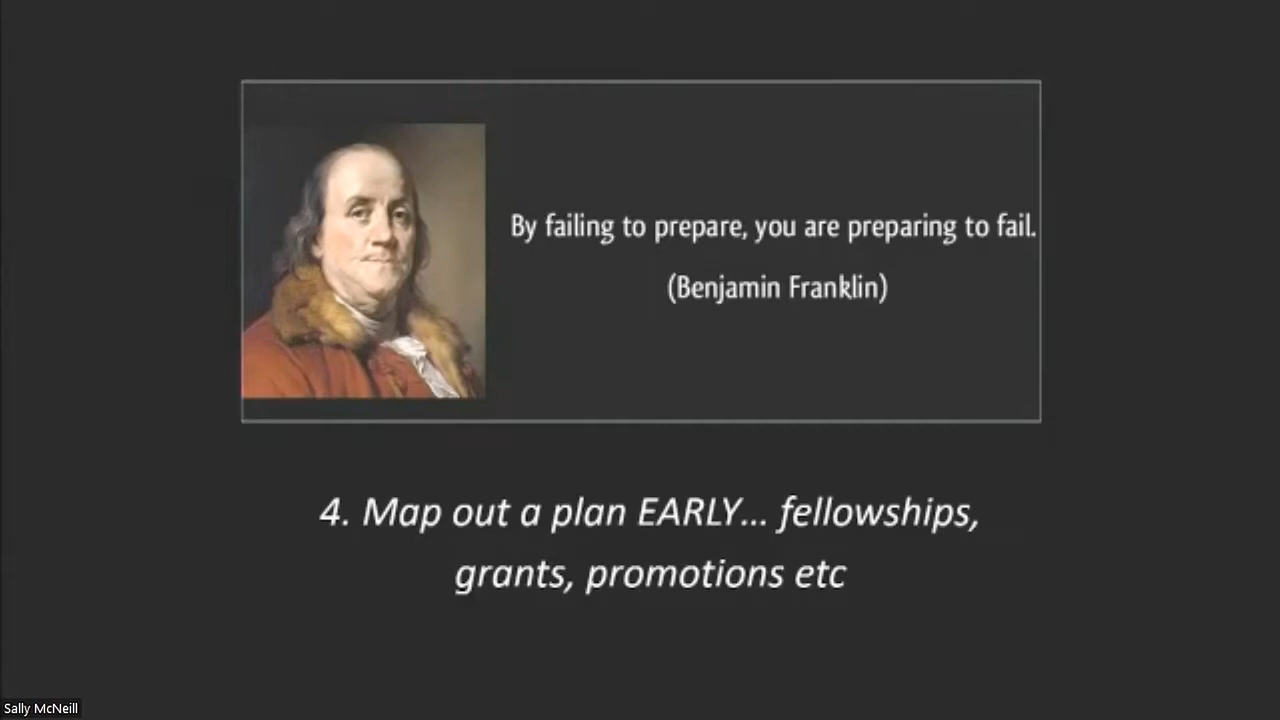 By failing to prepare, you are preparing to fail.
(Benjamin Franklin)
4. Map out a plan EARLY... fellowships,
grants, promotions etc
Sally McNeill